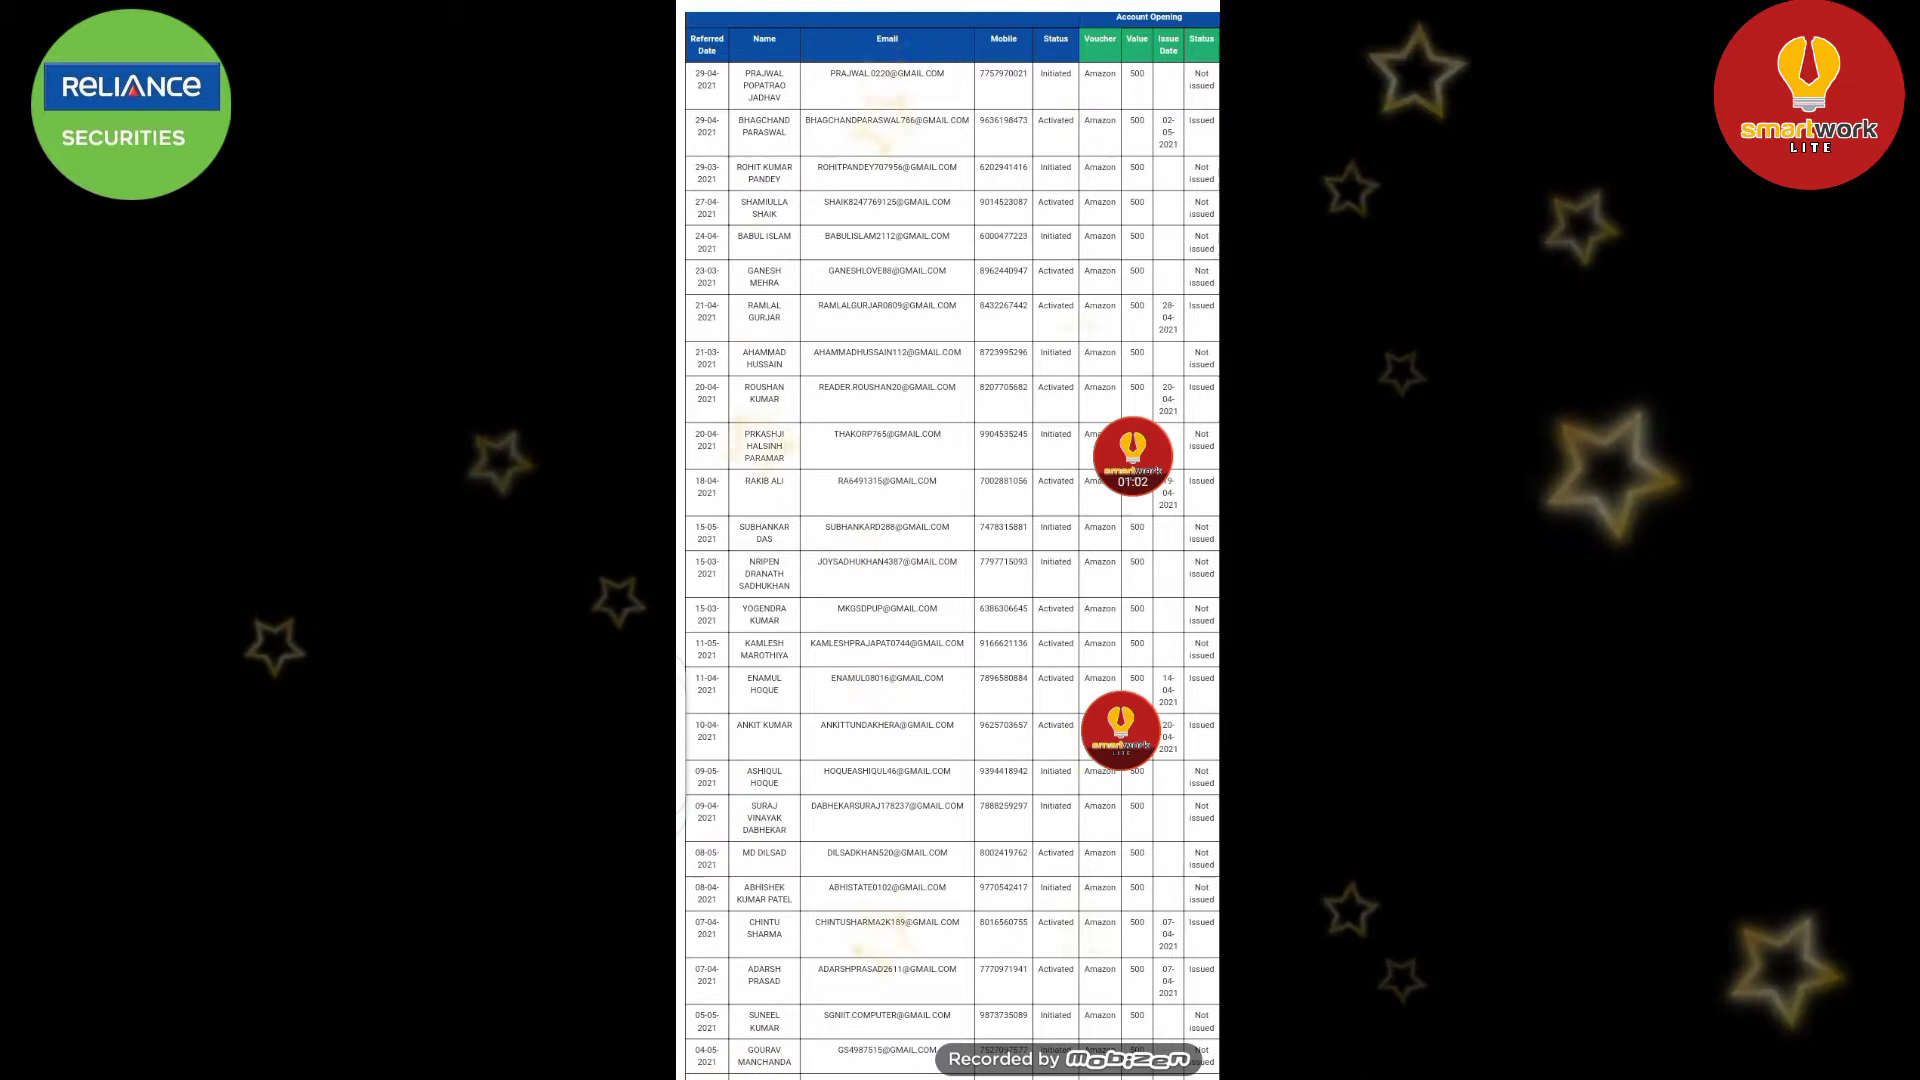 RELIANCE
SECURITIES
smartwork
LITE
Account Opening
Referred Date Name Email Mobile Status Voucher Value Issue Date Status
29-04-2021 PRAJWAL POPATRAO JADHAV PRAJWAL.0220@GMAIL.COM 7757970021 Initiated Amazon 500 Not issued
29-04-2021 BHAGCHAND PARASWAL BHAGCHANDPARASWAL786@GMAIL.COM 9636198473 Activated Amazon 500 02-05-2021 Issued
29-03-2021 ROHIT KUMAR PANDEY ROHITPANDEY707956@GMAIL.COM 6202941416 Initiated Amazon 500 Not issued
27-04-2021 SHAMIULLA SHAIK SHAIK8247769125@GMAIL.COM 9014523087 Activated Amazon 500 Not issued
24-04-2021 BABUL ISLAM BABULISLAM2112@GMAIL.COM 6000477223 Initiated Amazon 500 Not issued
23-03-2021 GANESH MEHRA GANESHLOVE88@GMAIL.COM 8962440947 Activated Amazon 500 Not issued
21-04-2021 RAMLAL GURJAR RAMLALGURJAR0809@GMAIL.COM 8432267442 Activated Amazon 500 28-04-2021 Issued
21-03-2021 AHAMMAD HUSSAIN AHAMMADHUSSAIN112@GMAIL.COM 8723995296 Initiated Amazon 500 Not issued
20-04-2021 ROUSHAN KUMAR READER.ROUSHAN20@GMAIL.COM 8207705682 Activated Amazon 500 20-04-2021 Issued
20-04-2021 PRKASHJI HALSINH PARAMAR THAKORP765@GMAIL.COM 9904535245 Initiated Not issued
18-04-2021 RAKIB ALI RA6491315@GMAIL.COM 7002881056 Activated 19-04-2021 Issued
smartwork
01:02
15-05-2021 SUBHANKAR DAS SUBHANKARD288@GMAIL.COM 7478315881 Initiated Amazon 500 Not issued
15-03-2021 NRIPEN DRANATH SADHUKHAN JOYSADHUKHAN4387@GMAIL.COM 7797715093 Initiated Amazon 500 Not issued
15-03-2021 YOGENDRA KUMAR MKGSDPUP@GMAIL.COM 6386306645 Activated Amazon 500 Not issued
11-05-2021 KAMLESH MAROTHIYA KAMLESHPRAJAPAT0744@GMAIL.COM 9166621136 Activated Amazon 500 Not issued
11-04-2021 ENAMUL HOQUE ENAMUL08016@GMAIL.COM 7896580884 Activated Amazon 500 14-04-2021 Issued
10-04-2021 ANKIT KUMAR ANKITTUNDAKHERA@GMAIL.COM 9625703657 Activated 20-04-2021 Issued
smartwork
LITE
09-05-2021 ASHIQUL HOQUE HOQUEASHIQUL46@GMAIL.COM 9394418942 Initiated Amazon 500 Not issued
09-04-2021 SURAJ VINAYAK DABHEKAR DABHEKARSURAJ178237@GMAIL.COM 7888259297 Initiated Amazon 500 Not issued
08-05-2021 MD DILSAD DILSADKHAN520@GMAIL.COM 8002419762 Activated Amazon 500 Not issued
08-04-2021 ABHISHEK KUMAR PATEL ABHISTATE0102@GMAIL.COM 9770542417 Initiated Amazon 500 Not issued
07-04-2021 CHINTU SHARMA CHINTUSHARMA2K189@GMAIL.COM 8016560755 Activated Amazon 500 07-04-2021 Issued
07-04-2021 ADARSH PRASAD ADARSHPRASAD2611@GMAIL.COM 7770971941 Activated Amazon 500 07-04-2021 Issued
05-05-2021 SUNEEL KUMAR SGNIIT.COMPUTER@GMAIL.COM 9873735089 Initiated Amazon 500 Not issued
04-05-2021 GOURAV MANCHANDA GS4987515@GMAIL.COM 7527097577 Initiated Amazon 500 Not issued
Recorded by mobizen